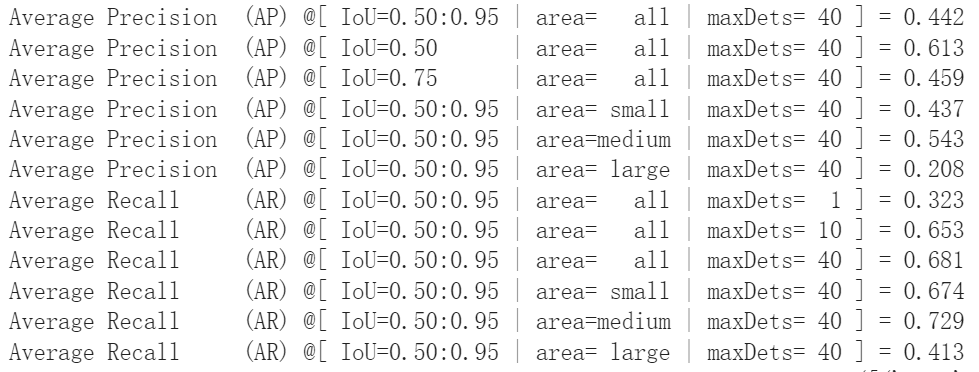 Average Precision  (AP) @[ IoU=0.50:0.95 | area=   all | maxDets= 40 ] = 0.442
Average Precision  (AP) @[ IoU=0.50      | area=   all | maxDets= 40 ] = 0.613
Average Precision  (AP) @[ IoU=0.75      | area=   all | maxDets= 40 ] = 0.459
Average Precision  (AP) @[ IoU=0.50:0.95 | area= small | maxDets= 40 ] = 0.437
Average Precision  (AP) @[ IoU=0.50:0.95 | area=medium | maxDets= 40 ] = 0.543
Average Precision  (AP) @[ IoU=0.50:0.95 | area= large | maxDets= 40 ] = 0.208
Average Recall     (AR) @[ IoU=0.50:0.95 | area=   all | maxDets=  1 ] = 0.323
Average Recall     (AR) @[ IoU=0.50:0.95 | area=   all | maxDets= 10 ] = 0.653
Average Recall     (AR) @[ IoU=0.50:0.95 | area=   all | maxDets= 40 ] = 0.681
Average Recall     (AR) @[ IoU=0.50:0.95 | area= small | maxDets= 40 ] = 0.674
Average Recall     (AR) @[ IoU=0.50:0.95 | area=medium | maxDets= 40 ] = 0.729
Average Recall     (AR) @[ IoU=0.50:0.95 | area= large | maxDets= 40 ] = 0.413